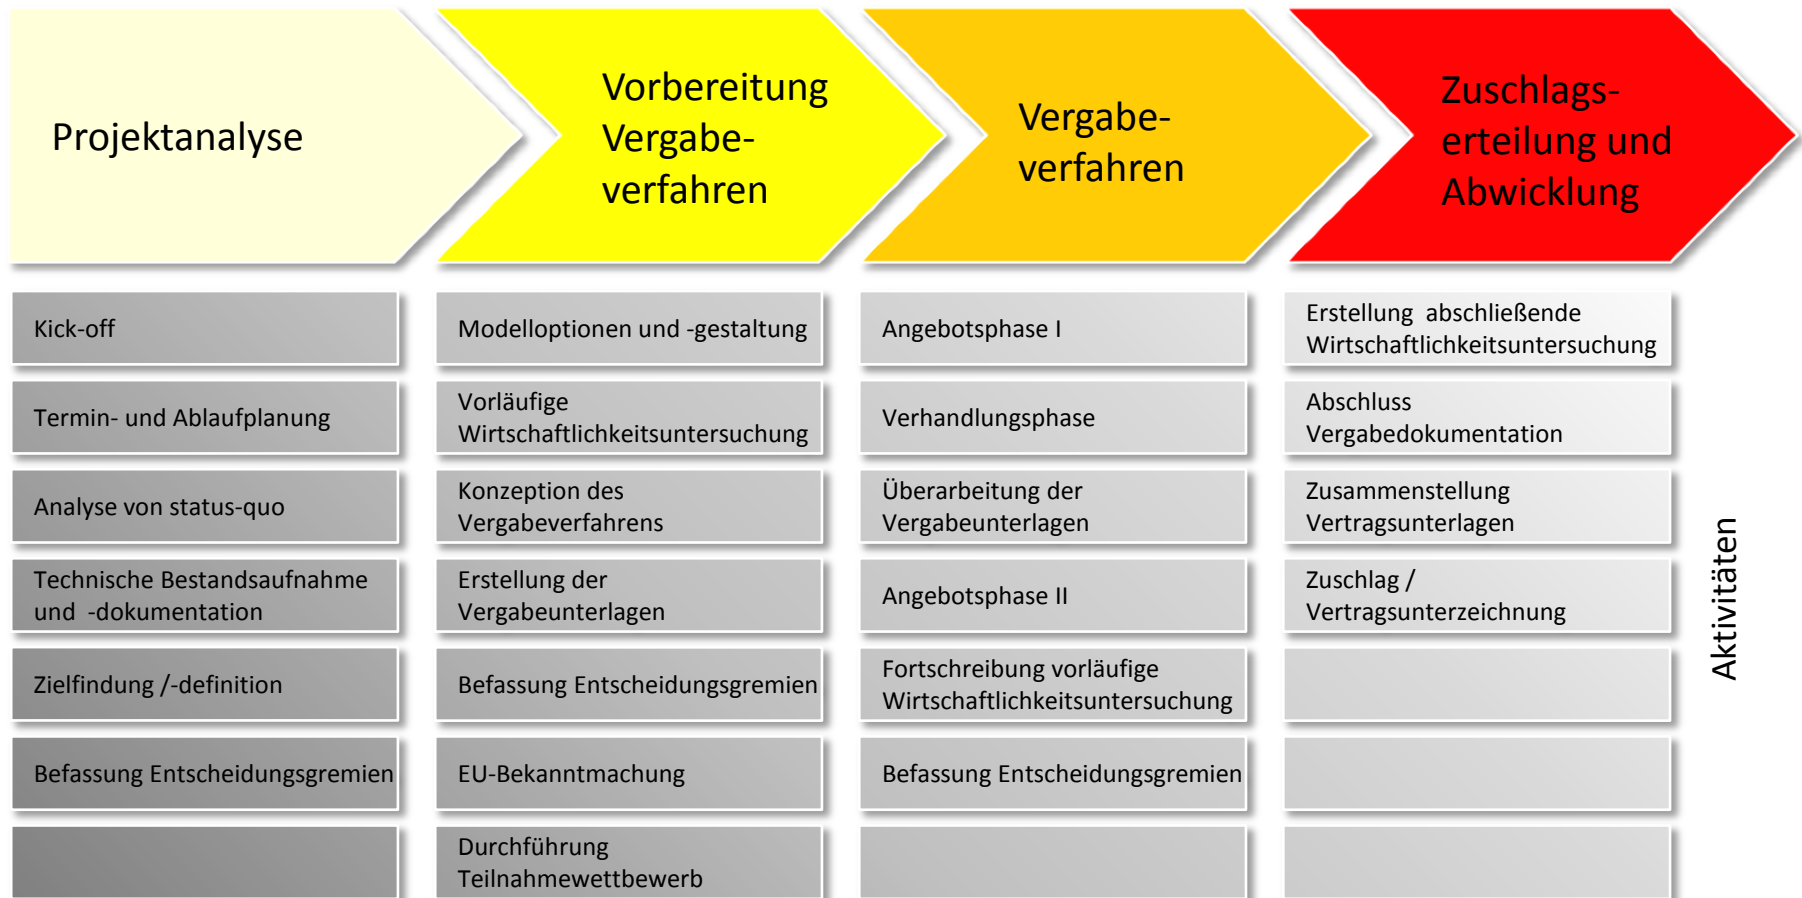 Projektanalyse
Vorbereitung
Vergabe-
verfahren
Vergabe-
verfahren
Zuschlags-
erteilung und
Abwicklung
Kick-off
Termin- und Ablaufplanung
Analyse von status-quo
Technische Bestandsaufnahme
und -dokumentation
Zielfindung /-definition
Befassung Entscheidungsgremien
Modelloptionen und -gestaltung
Vorläufige
Wirtschaftlichkeitsuntersuchung
Konzeption des
Vergabeverfahrens
Erstellung der
Vergabeunterlagen
Befassung Entscheidungsgremien
EU-Bekanntmachung
Durchführung
Teilnahmewettbewerb
Angebotsphase I
Verhandlungsphase
Überarbeitung der
Vergabeunterlagen
Angebotsphase II
Fortschreibung vorläufige
Wirtschaftlichkeitsuntersuchung
Befassung Entscheidungsgremien
Erstellung abschließende
Wirtschaftlichkeitsuntersuchung
Abschluss
Vergabedokumentation
Zusammenstellung
Vertragsunterlagen
Zuschlag /
Vertragsunterzeichnung
Aktivitäten